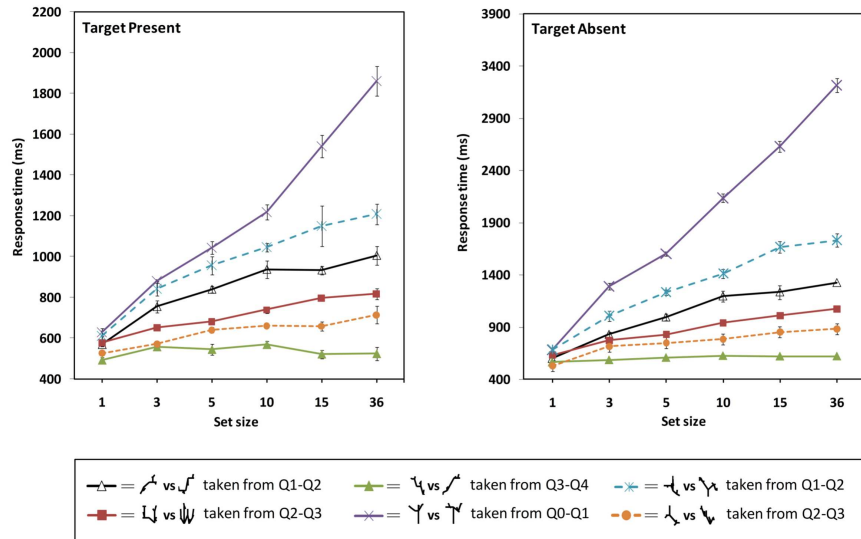 Target Present
Target Absent
Response time (ms)
2200
2000
1800
1600
1400
1200
1000
800
600
400
1 3 5 10 15 36
Set size
Response time (ms)
3900
3400
2900
2400
1900
1400
900
400
1 3 5 10 15 36
Set size
= vs taken from Q1-Q2
= vs taken from Q3-Q4
= vs taken from Q1-Q2
= vs taken from Q2-Q3
= vs taken from Q0-Q1
= vs taken from Q2-Q3